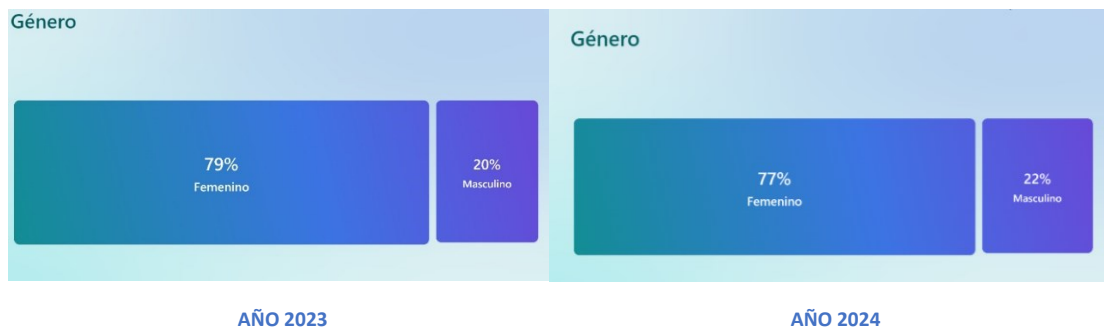 Género
79%
Femenino
20%
Masculino
AÑO 2023
Género
77%
Femenino
22%
Masculino
AÑO 2024